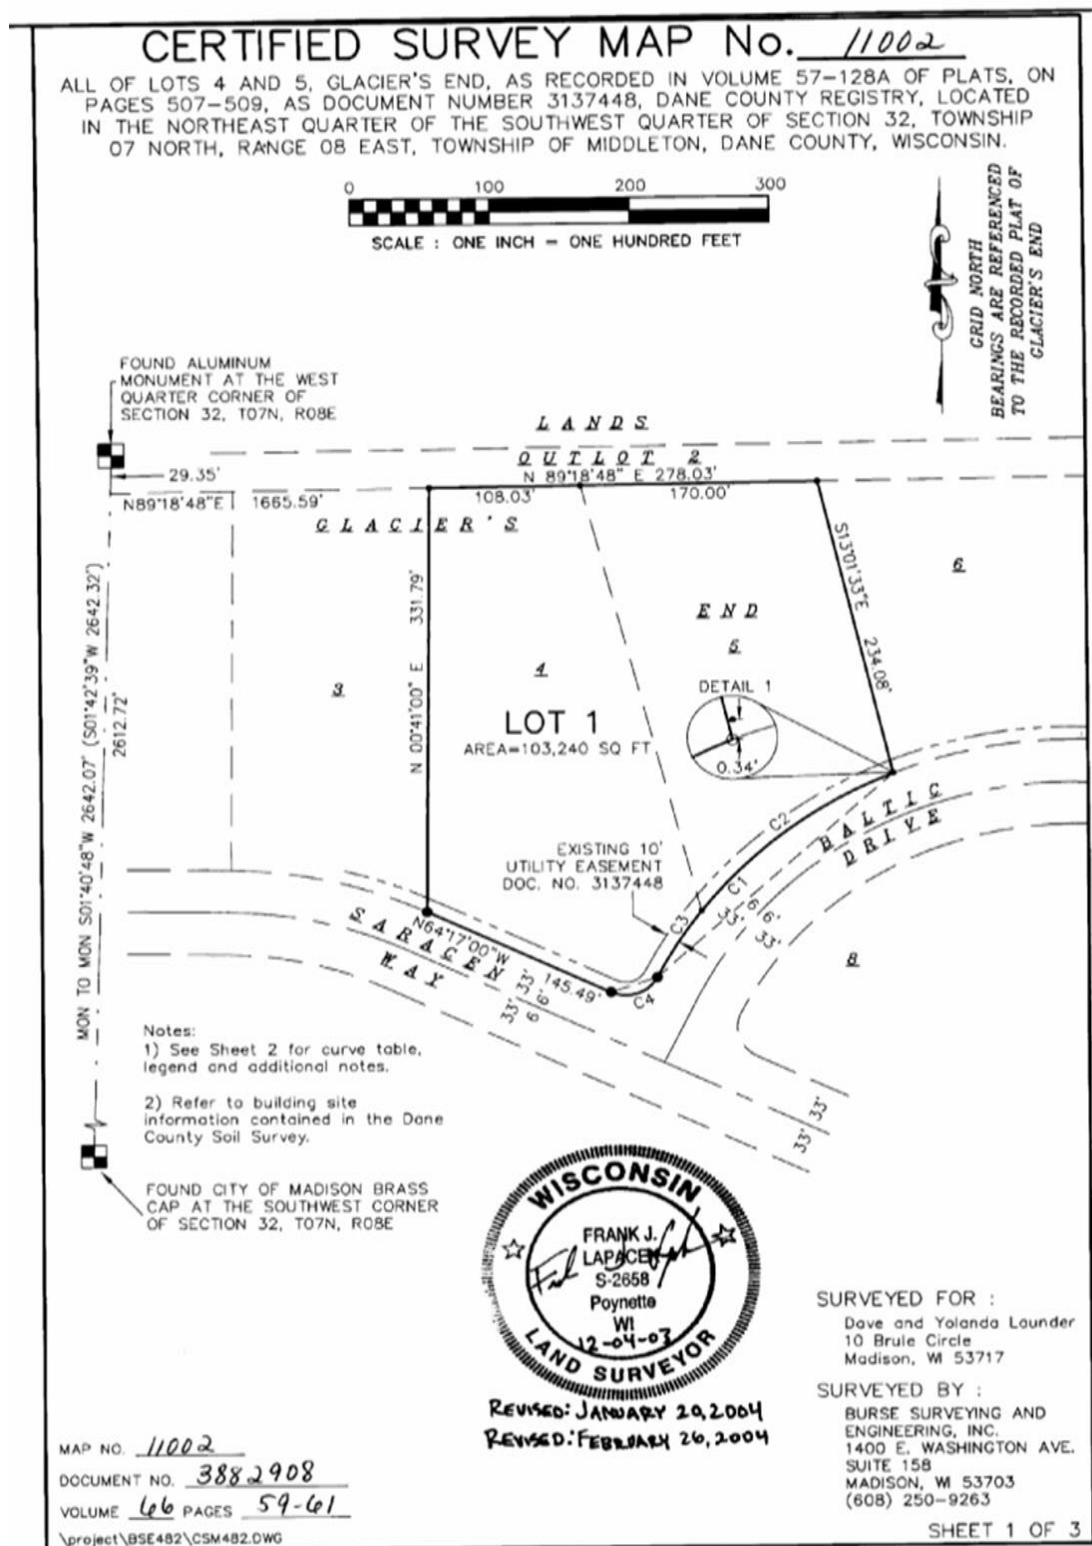 CERTIFIED SURVEY MAP No. 11002
ALL OF LOTS 4 AND 5, GLACIER'S END, AS RECORDED IN VOLUME 57-128A OF PLATS, ON
PAGES 507-509, AS DOCUMENT NUMBER 3137448, DANE COUNTY REGISTRY, LOCATED
IN THE NORTHEAST QUARTER OF THE SOUTHWEST QUARTER OF SECTION 32, TOWNSHIP
07 NORTH, RANGE 08 EAST, TOWNSHIP OF MIDDLETON, DANE COUNTY, WISCONSIN.
0 100 200 300
SCALE : ONE INCH = ONE HUNDRED FEET
GRID NORTH
BEARINGS ARE REFERENCED
TO THE RECORDED PLAT OF
GLACIER'S END
FOUND ALUMINUM
MONUMENT AT THE WEST
QUARTER CORNER OF
SECTION 32, T07N, R08E
LANDS
OUTLOT 2
29.35'
N 89°18'48" E 278.03'
N89°18'48"E 1665.59'
108.03' 170.00'
GLACIER'S
END
S13°01'33"E 234.08'
6
N 00°41'00" E 331.79'
MON TO MON S01°40'48"W 2642.07' (S01°42'39"W 2642.32')
2612.72'
3
4
5
DETAIL 1
LOT 1
AREA=103,240 SQ FT
0.34'
C2
BALTIC
DRIVE
EXISTING 10'
UTILITY EASEMENT
DOC. NO. 3137448
C1
C3
33' 6' 6' 33'
N64°17'00"W
145.49'
SARACEN
WAY
C4
33' 33'
6' 6'
8
33' 33'
Notes:
1) See Sheet 2 for curve table,
legend and additional notes.
2) Refer to building site
information contained in the Dane
County Soil Survey.
FOUND CITY OF MADISON BRASS
CAP AT THE SOUTHWEST CORNER
OF SECTION 32, T07N, R08E
WISCONSIN
FRANK J.
S-2658
Poynette
WI
12-04-03
LAND SURVEYOR
REVISED: JANUARY 20, 2004
REVISED: FEBRUARY 26, 2004
SURVEYED FOR :
Dave and Yolanda Launder
10 Brule Circle
Madison, WI 53717
SURVEYED BY :
BURSE SURVEYING AND
ENGINEERING, INC.
1400 E. WASHINGTON AVE.
SUITE 158
MADISON, WI 53703
(608) 250-9263
MAP NO. 11002
DOCUMENT NO. 3882908
VOLUME 66 PAGES 59-61
\project\BSE482\CSM482.DWG
SHEET 1 OF 3